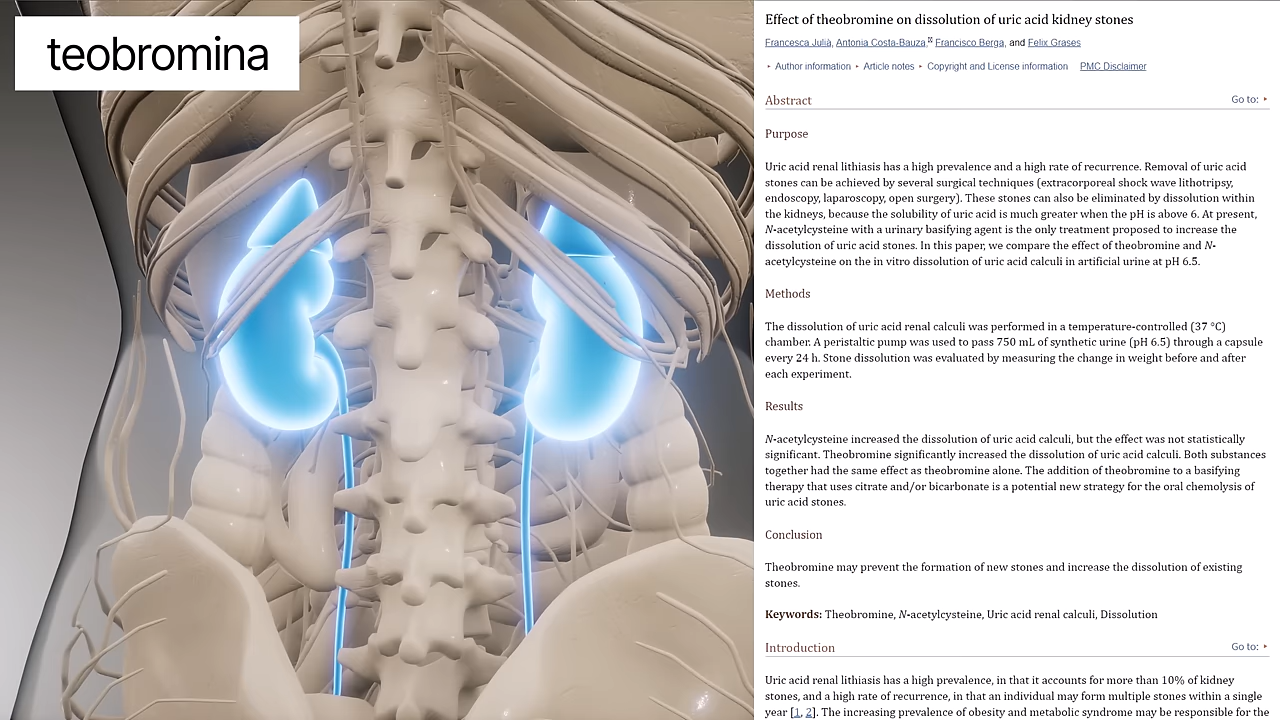 teobromina
Effect of theobromine on dissolution of uric acid kidney stones
Francesca Julià, Antonia Costa-Bauza, Francisco Berga, and Felix Grases
▸ Author information ▸ Article notes ▸ Copyright and License information PMC Disclaimer
Abstract Go to: ▸
Purpose
Uric acid renal lithiasis has a high prevalence and a high rate of recurrence. Removal of uric acid
stones can be achieved by several surgical techniques (extracorporeal shock wave lithotripsy,
endoscopy, laparoscopy, open surgery). These stones can also be eliminated by dissolution within
the kidneys, because the solubility of uric acid is much greater when the pH is above 6. At present,
N-acetylcysteine with a urinary basifying agent is the only treatment proposed to increase the
dissolution of uric acid stones. In this paper, we compare the effect of theobromine and N-
acetylcysteine on the in vitro dissolution of uric acid calculi in artificial urine at pH 6.5.
Methods
The dissolution of uric acid renal calculi was performed in a temperature-controlled (37 °C)
chamber. A peristaltic pump was used to pass 750 mL of synthetic urine (pH 6.5) through a capsule
every 24 h. Stone dissolution was evaluated by measuring the change in weight before and after
each experiment.
Results
N-acetylcysteine increased the dissolution of uric acid calculi, but the effect was not statistically
significant. Theobromine significantly increased the dissolution of uric acid calculi. Both substances
together had the same effect as theobromine alone. The addition of theobromine to a basifying
therapy that uses citrate and/or bicarbonate is a potential new strategy for the oral chemolysis of
uric acid stones.
Conclusion
Theobromine may prevent the formation of new stones and increase the dissolution of existing
stones.
Keywords: Theobromine, N-acetylcysteine, Uric acid renal calculi, Dissolution
Introduction Go to: ▸
Uric acid renal lithiasis has a high prevalence, in that it accounts for more than 10% of kidney
stones, and a high rate of recurrence, in that an individual may form multiple stones within a single
year [1, 2]. The increasing prevalence of obesity and metabolic syndrome may be responsible for the